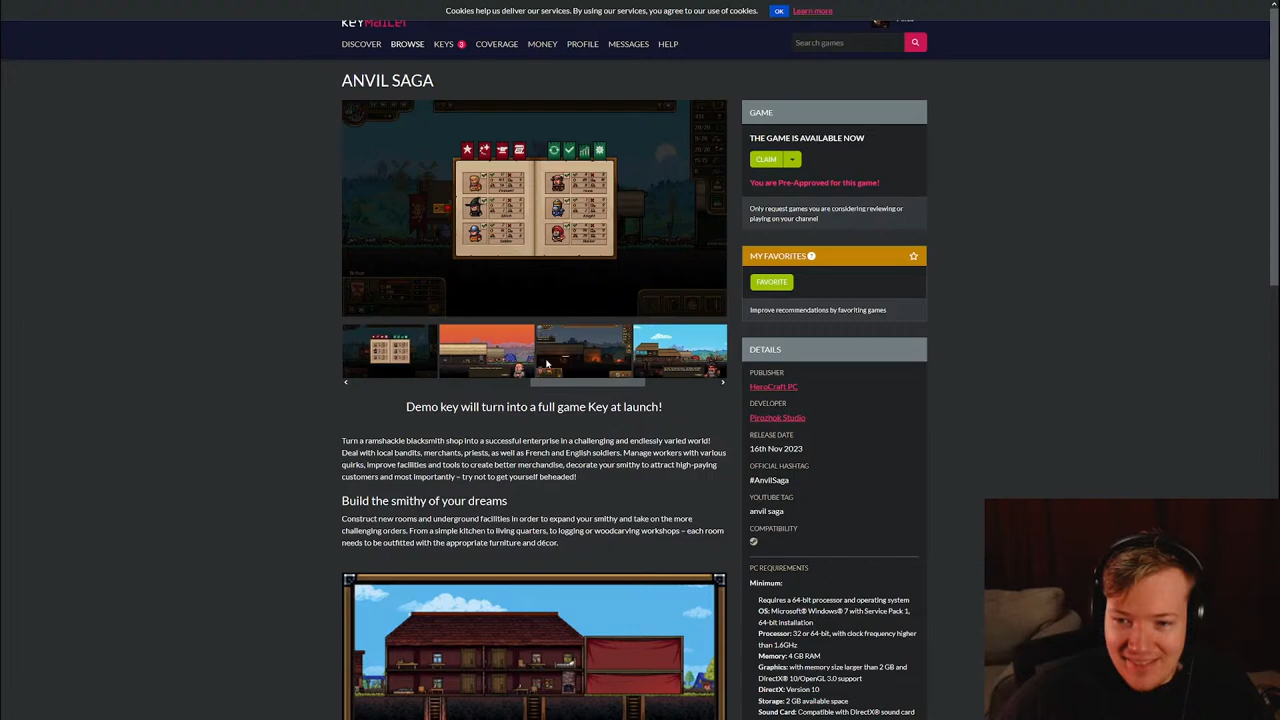 Cookies help us deliver our services. By using our services, you agree to our use of cookies. OK Learn more
KEYMAILER
DISCOVER BROWSE KEYS 3 COVERAGE MONEY PROFILE MESSAGES HELP
Search games
ANVIL SAGA
GAME
THE GAME IS AVAILABLE NOW
CLAIM
You are Pre-Approved for this game!
Only request games you are considering reviewing or
playing on your channel
MY FAVORITES ?
FAVORITE
Improve recommendations by favoriting games
Demo key will turn into a full game Key at launch!
Turn a ramshackle blacksmith shop into a successful enterprise in a challenging and endlessly varied world!
Deal with local bandits, merchants, priests, as well as French and English soldiers. Manage workers with various
quirks, improve facilities and tools to create better merchandise, decorate your smithy to attract high-paying
customers and most importantly – try not to get yourself beheaded!
Build the smithy of your dreams
Construct new rooms and underground facilities in order to expand your smithy and take on the more
challenging orders. From a simple kitchen to living quarters, to logging or woodcarving workshops – each room
needs to be outfitted with the appropriate furniture and décor.
DETAILS
PUBLISHER
HeroCraft PC
DEVELOPER
Pirozhok Studio
RELEASE DATE
16th Nov 2023
OFFICIAL HASHTAG
#AnvilSaga
YOUTUBE TAG
anvil saga
COMPATIBILITY
PC REQUIREMENTS
Minimum:
Requires a 64-bit processor and operating system
OS: Microsoft® Windows® 7 with Service Pack 1,
64-bit installation
Processor: 32 or 64-bit, with clock frequency higher
than 1.6GHz
Memory: 4 GB RAM
Graphics: with memory size larger than 2 GB and
DirectX® 10/OpenGL 3.0 support
DirectX: Version 10
Storage: 2 GB available space
Sound Card: Compatible with DirectX® sound card